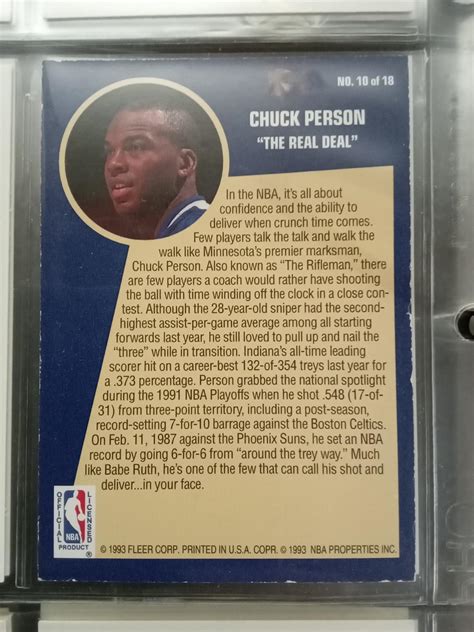 NO. 10 of 18
CHUCK PERSON
"THE REAL DEAL"
In the NBA, it's all about
confidence and the ability to
deliver when crunch time comes.
Few players talk the talk and walk the
walk like Minnesota's premier marksman,
Chuck Person. Also known as "The Rifleman," there
are few players a coach would rather have shooting
the ball with time winding off the clock in a close con-
test. Although the 28-year-old sniper had the second-
highest assist-per-game average among all starting
forwards last year, he still loved to pull up and nail
the "three" while in transition. Indiana's all-time leading
scorer hit on a career-best 132-of-354 treys last year for
a .373 percentage. Person grabbed the national spotlight
during the 1991 NBA Playoffs when he shot .548 (17-of-
31) from three-point territory, including a post-season,
record-setting 7-for-10 barrage against the Boston Celtics.
On Feb. 11, 1987 against the Phoenix Suns, he set an NBA
record by going 6-for-6 from "around the trey way." Much
like Babe Ruth, he's one of the few that can call his shot and
deliver...in your face.
OFFICIAL
LICENSED
NBA
PRODUCT
®
© 1993 FLEER CORP. PRINTED IN U.S.A. COPR. © 1993 NBA PROPERTIES INC.